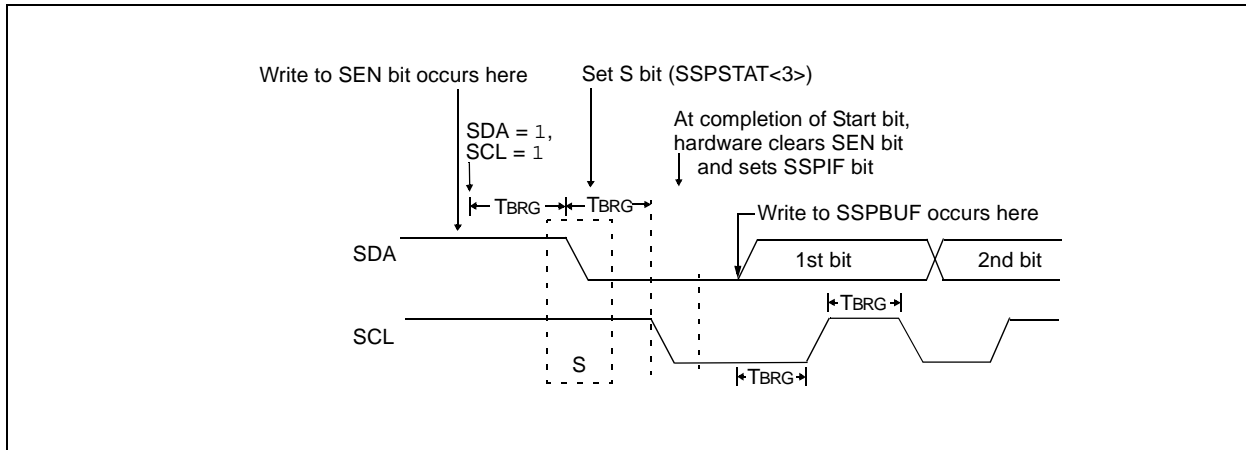 Write to SEN bit occurs here
Set S bit (SSPSTAT<3>)
SDA = 1,
SCL = 1
At completion of Start bit,
hardware clears SEN bit
and sets SSPIF bit
TBRG
TBRG
Write to SSPBUF occurs here
SDA
1st bit
2nd bit
TBRG
SCL
S
TBRG